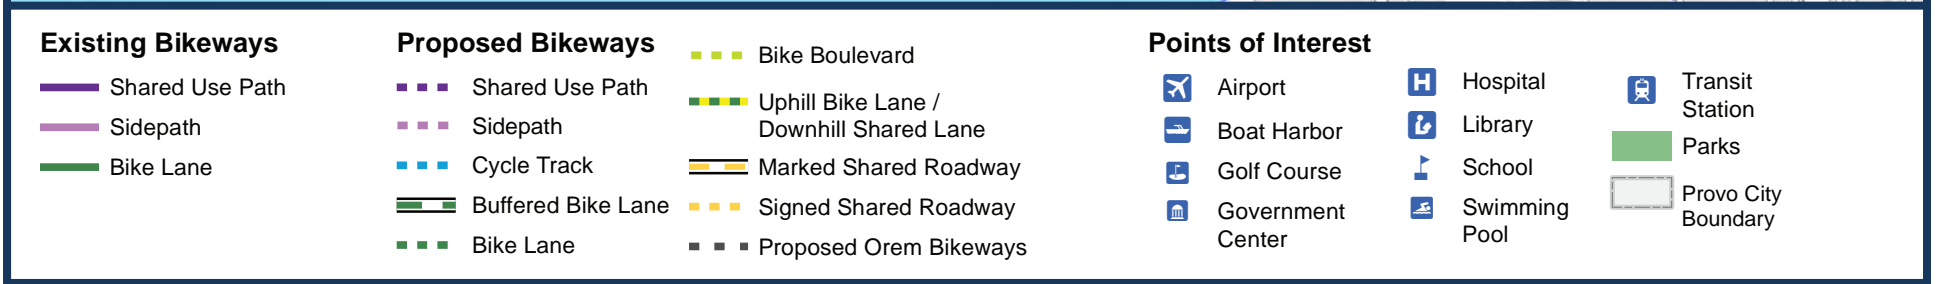 Existing Bikeways
Shared Use Path
Sidepath
Bike Lane
Proposed Bikeways
Shared Use Path
Sidepath
Cycle Track
Buffered Bike Lane
Bike Lane
Bike Boulevard
Uphill Bike Lane /
Downhill Shared Lane
Marked Shared Roadway
Signed Shared Roadway
Proposed Orem Bikeways
Points of Interest
Airport
Boat Harbor
Golf Course
Government
Center
H
Hospital
Library
School
Swimming
Pool
Transit
Station
Parks
Provo City
Boundary